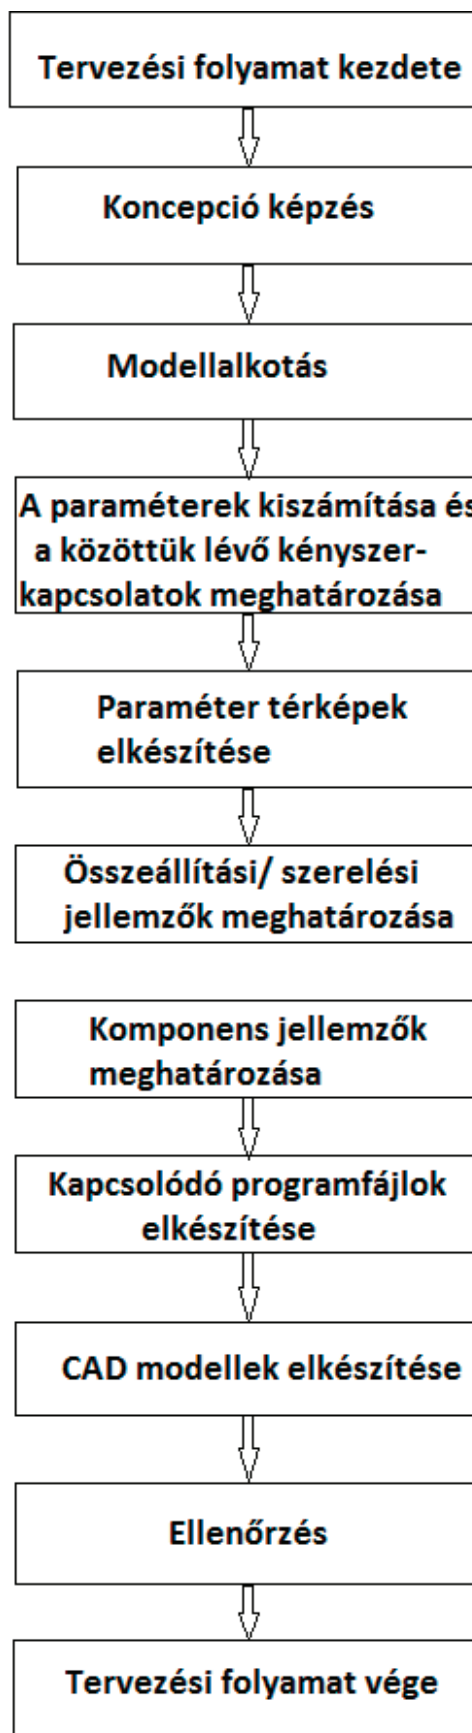 Tervezési folyamat kezdete
Koncepció képzés
Modellalkotás
A paraméterek kiszámítása és
a közöttük lévő kényszer-
kapcsolatok meghatározása
Paraméter térképek
elkészítése
Összeállítási/ szerelési
jellemzők meghatározása
Komponens jellemzők
meghatározása
Kapcsolódó programfájlok
elkészítése
CAD modellek elkészítése
Ellenőrzés
Tervezési folyamat vége